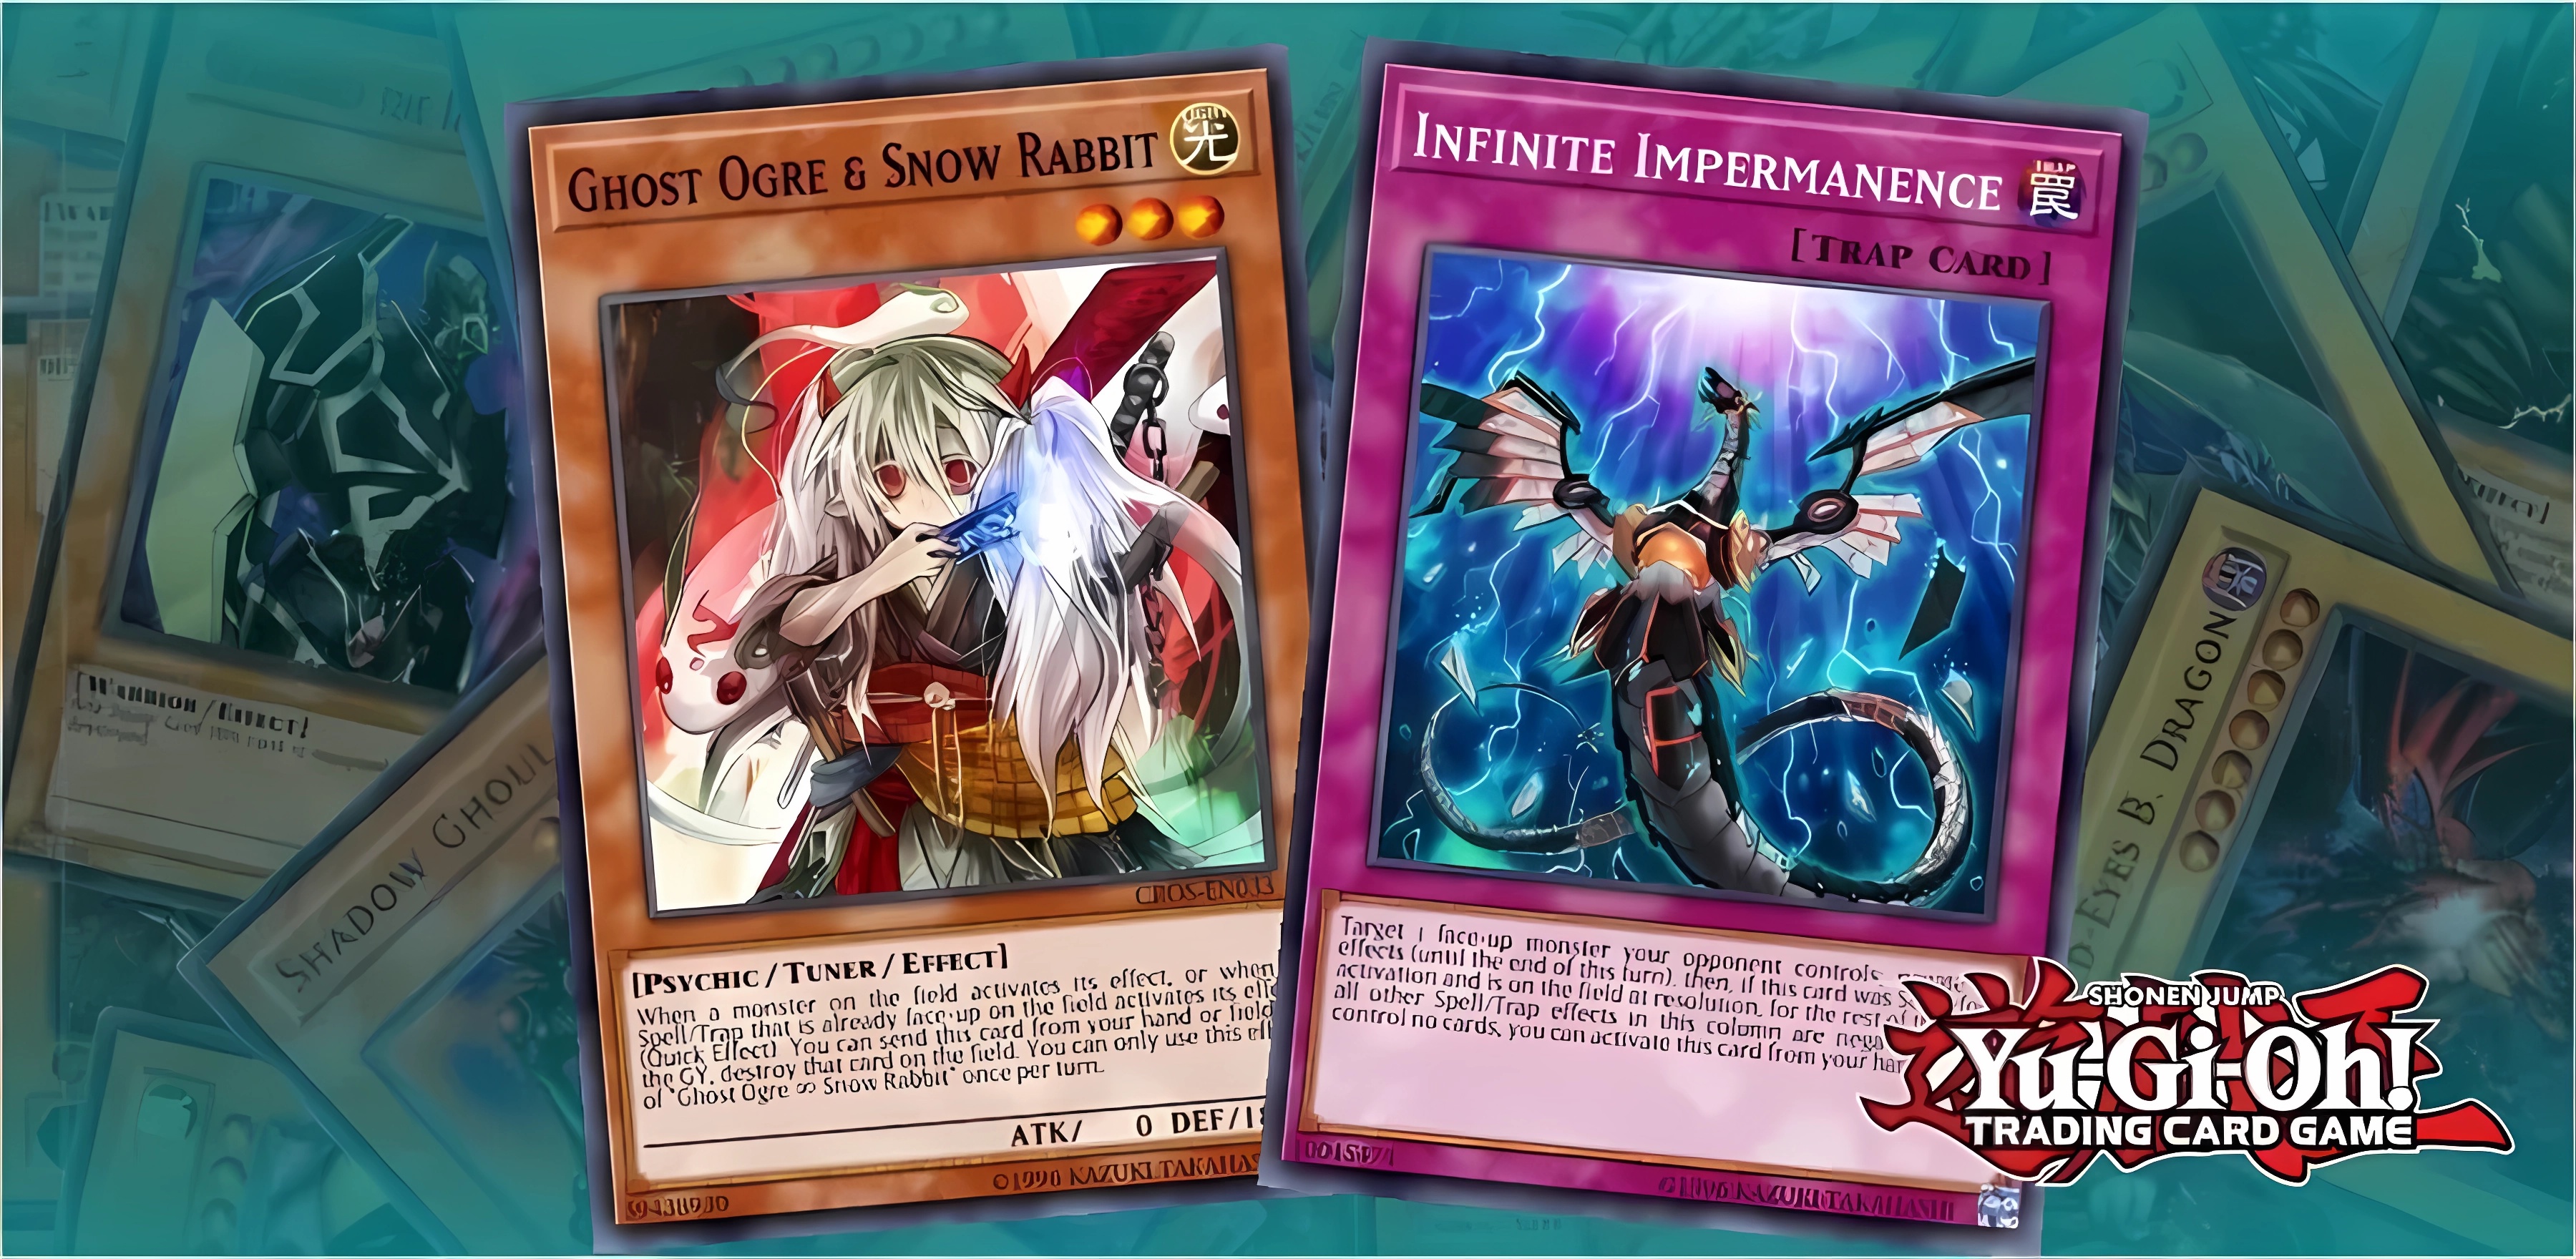 GHOST OGRE & SNOW RABBIT
光
[PSYCHIC / TUNER / EFFECT]
When a monster on the field activates its effect, or when
Spell/Trap that is already face-up on the field activates its
(Quick Effect) You can send this card from your hand or field
the GY, destroy that card on the field. You can only use this
of "Ghost Ogre & Snow Rabbit" once per turn.
ATK/ 0 DEF/18
KAZUKI TAKAHAS
INFINITE IMPERMANENCE
罠
[TRAP CARD]
Target 1 face-up monster your opponent controls,
effects (until the end of this turn), then, if this card was
activation and is on the field at resolution, for the rest of
all other Spell/Trap effects in this column are nega
control no cards, you can activate this card from your han
KAZUKI TAKAHASHI
SHADOW GHOUL
D-EYES B. DRAGON
SHONEN JUMP
Yu-Gi-Oh!
TRADING CARD GAME